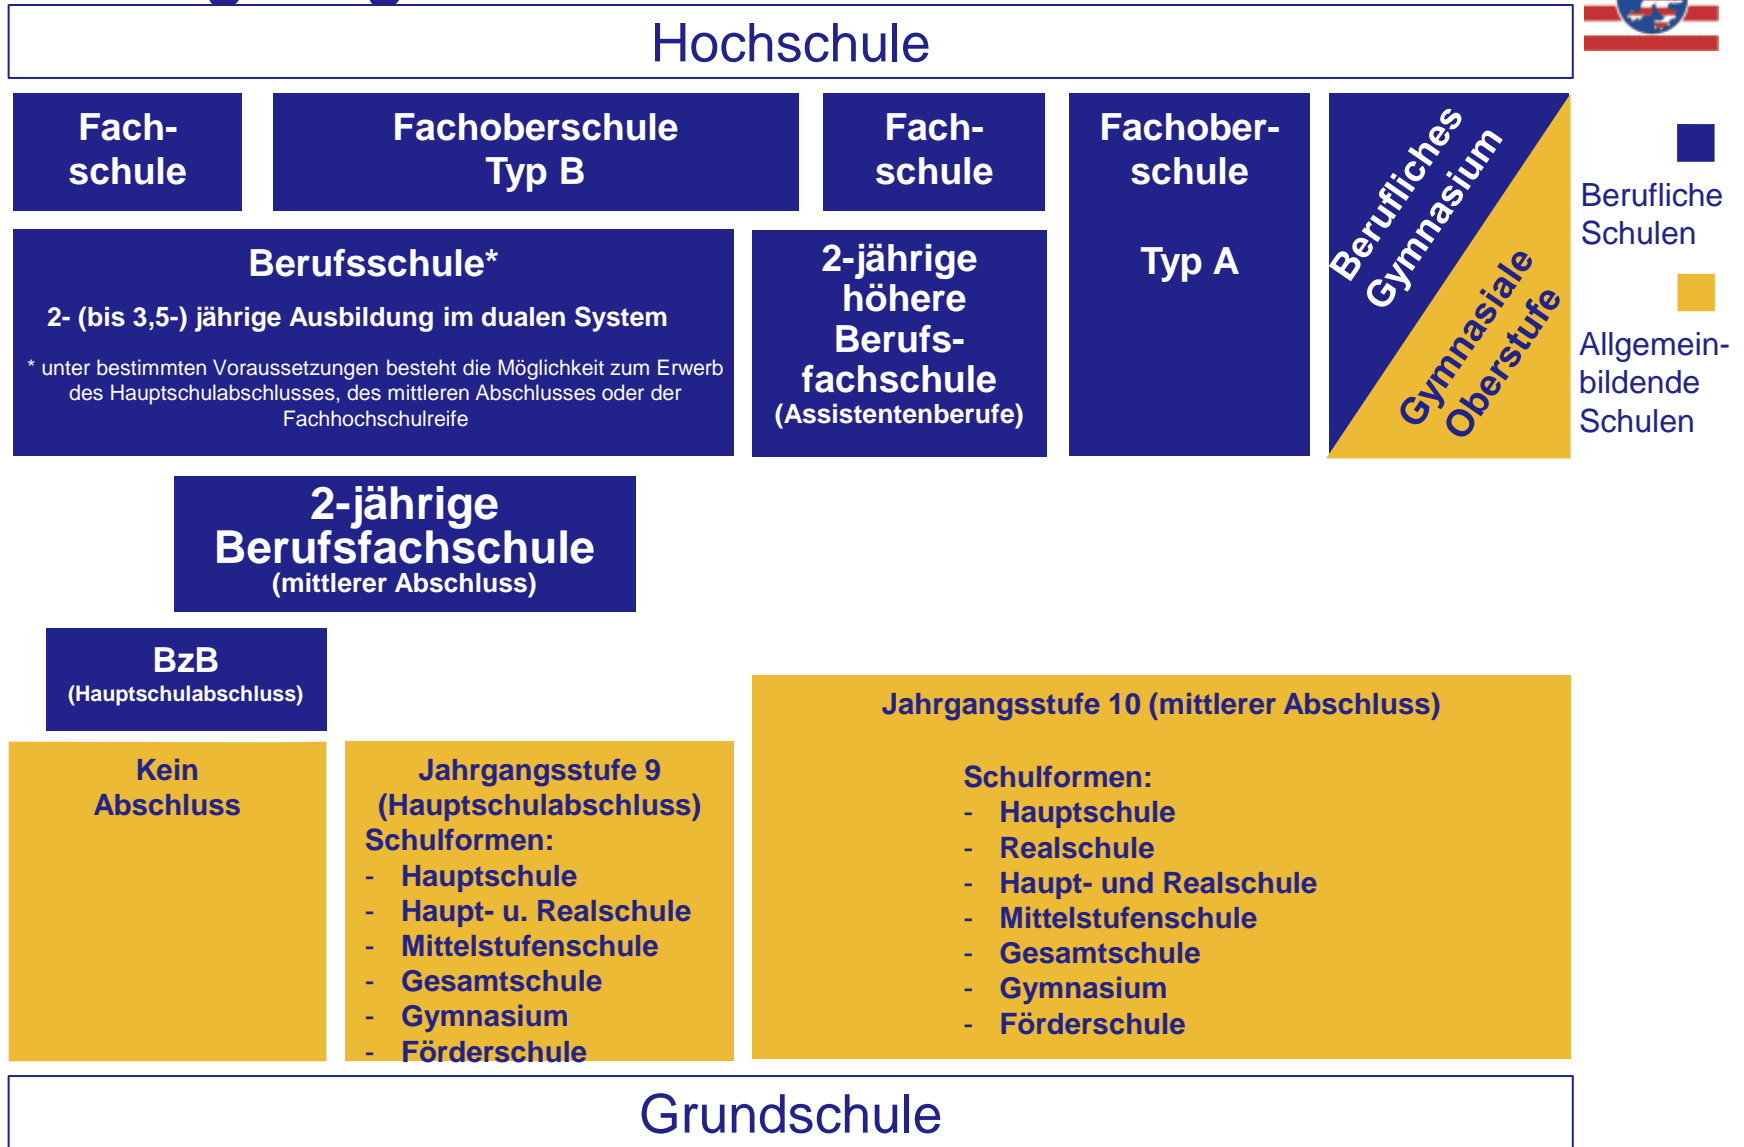 Hochschule
Fach-
schule
Fachoberschule
Typ B
Fach-
schule
Fachober-
schule
Typ A
Berufliches
Gymnasium
Gymnasiale
Oberstufe
Berufliche
Schulen
Allgemein-
bildende
Schulen
Berufsschule*
2- (bis 3,5-) jährige Ausbildung im dualen System
* unter bestimmten Voraussetzungen besteht die Möglichkeit zum Erwerb
des Hauptschulabschlusses, des mittleren Abschlusses oder der
Fachhochschulreife
2-jährige
höhere
Berufs-
fachschule
(Assistentenberufe)
2-jährige
Berufsfachschule
(mittlerer Abschluss)
BzB
(Hauptschulabschluss)
Kein
Abschluss
Jahrgangsstufe 9
(Hauptschulabschluss)
Schulformen:
- Hauptschule
- Haupt- u. Realschule
- Mittelstufenschule
- Gesamtschule
- Gymnasium
- Förderschule
Jahrgangsstufe 10 (mittlerer Abschluss)
Schulformen:
- Hauptschule
- Realschule
- Haupt- und Realschule
- Mittelstufenschule
- Gesamtschule
- Gymnasium
- Förderschule
Grundschule